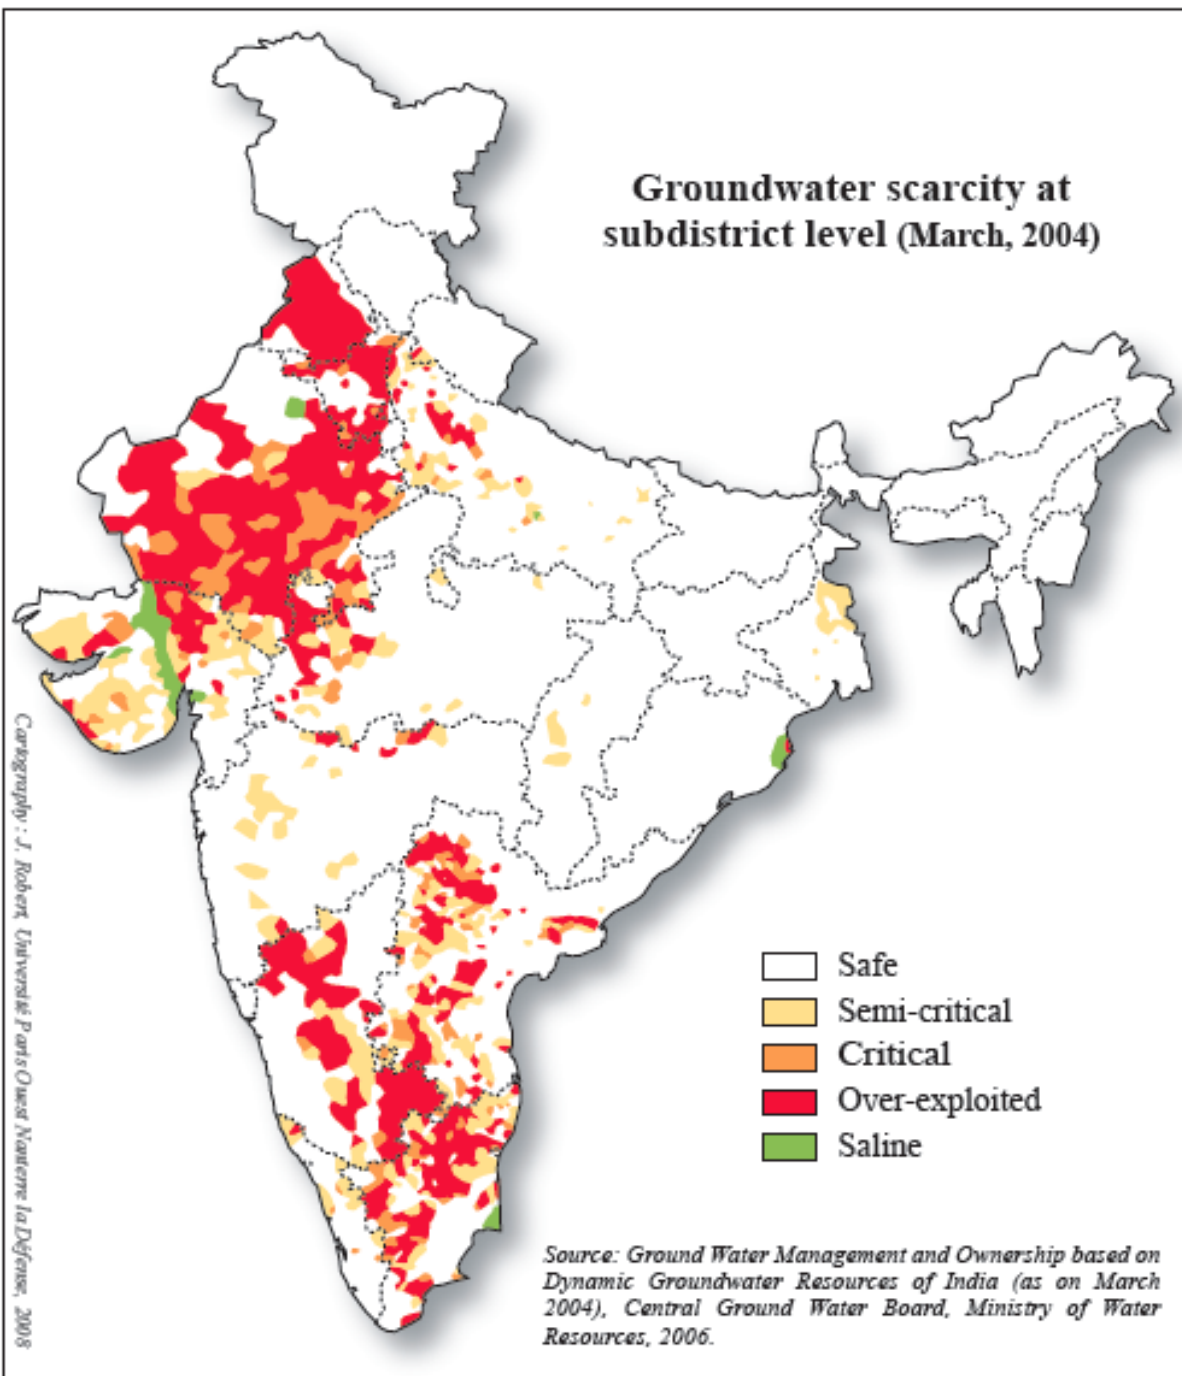 Groundwater scarcity at
subdistrict level (March, 2004)
Safe
Semi-critical
Critical
Over-exploited
Saline
Source: Ground Water Management and Ownership based on
Dynamic Groundwater Resources of India (as on March
2004), Central Ground Water Board, Ministry of Water
Resources, 2006.
Cartography : J. Robert, Université Paris Ouest Nanterre la Défense, 2008